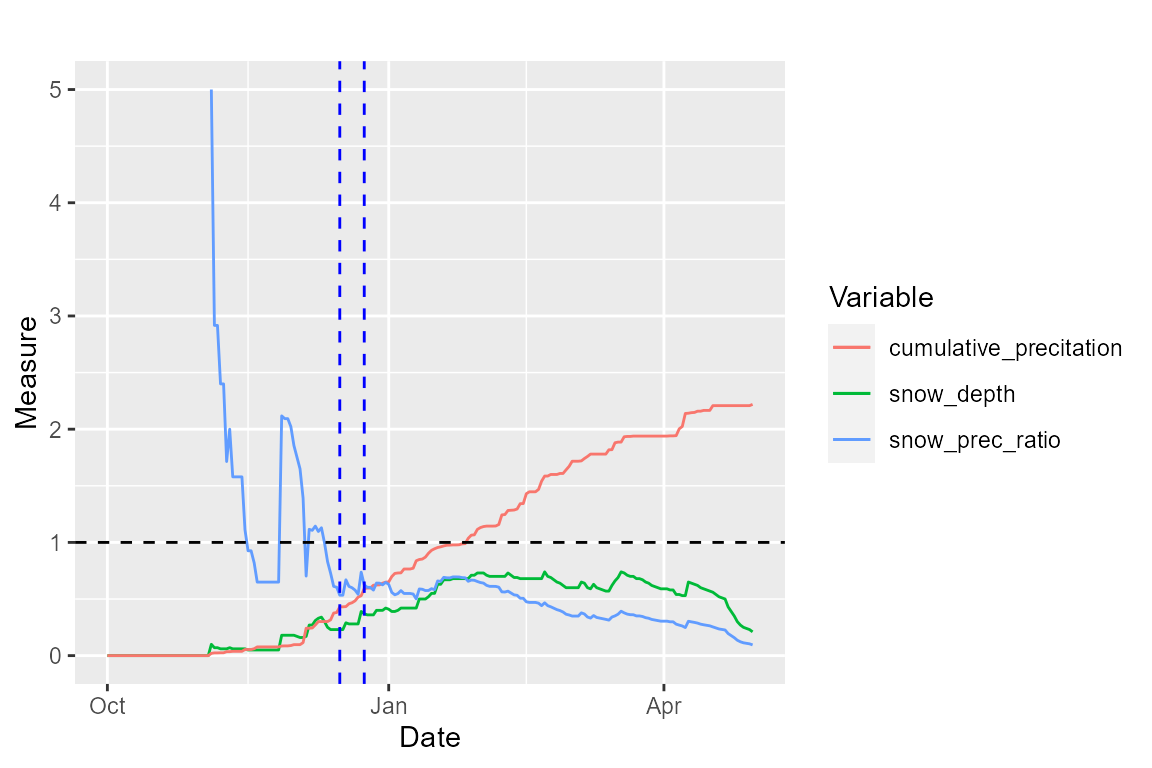 5
4
3
2
1
0
Measure
Oct
Jan
Apr
Date
Variable
cumulative_precitation
snow_depth
snow_prec_ratio